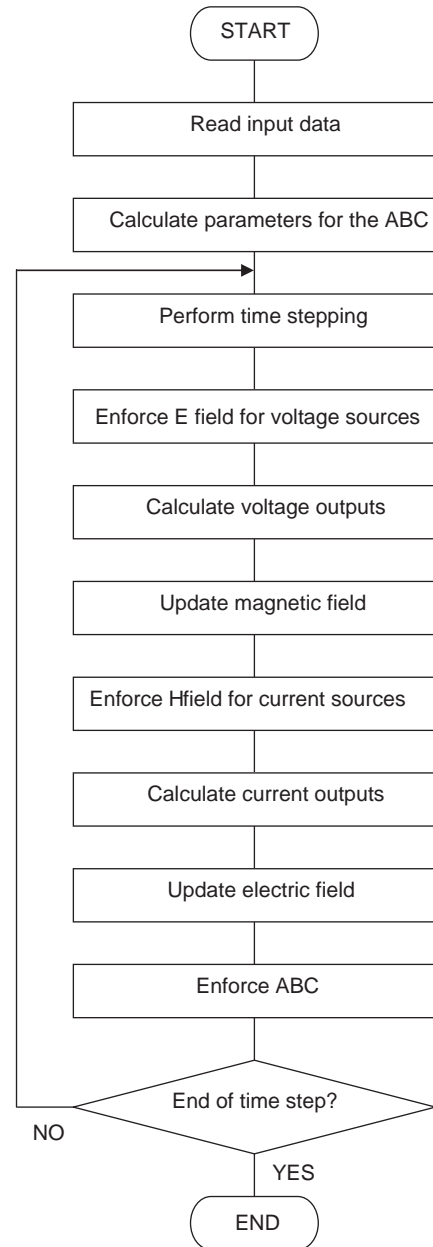 START
Read input data
Calculate parameters for the ABC
Perform time stepping
Enforce E field for voltage sources
Calculate voltage outputs
Update magnetic field
Enforce Hfield for current sources
Calculate current outputs
Update electric field
Enforce ABC
End of time step?
NO
YES
END